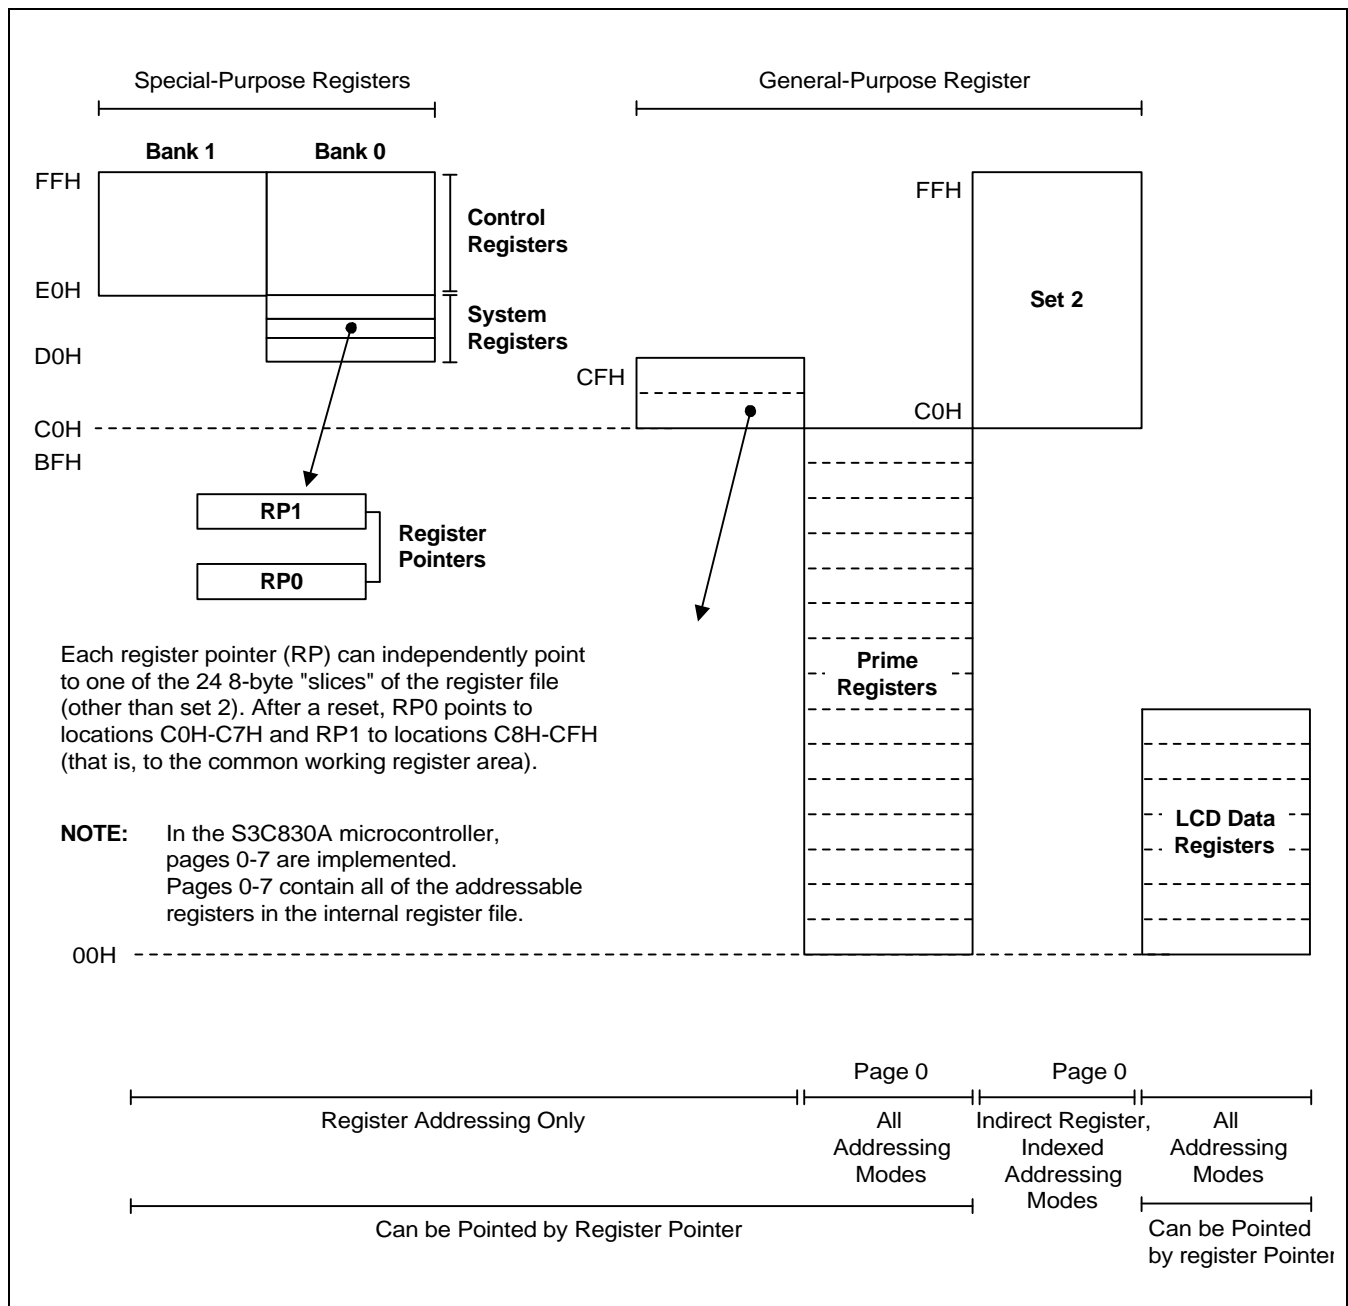 Special-Purpose Registers
General-Purpose Register
Bank 1
Bank 0
FFH
FFH
Control
Registers
E0H
Set 2
System
Registers
D0H
CFH
C0H
C0H
BFH
RP1
Register
Pointers
RP0
Each register pointer (RP) can independently point
to one of the 24 8-byte "slices" of the register file
(other than set 2). After a reset, RP0 points to
locations C0H-C7H and RP1 to locations C8H-CFH
(that is, to the common working register area).
Prime
Registers
NOTE: In the S3C830A microcontroller,
pages 0-7 are implemented.
Pages 0-7 contain all of the addressable
registers in the internal register file.
LCD Data
Registers
00H
Page 0
Page 0
Register Addressing Only
All
Addressing
Modes
Indirect Register,
Indexed
Addressing
Modes
All
Addressing
Modes
Can be Pointed by Register Pointer
Can be Pointed
by register Pointer